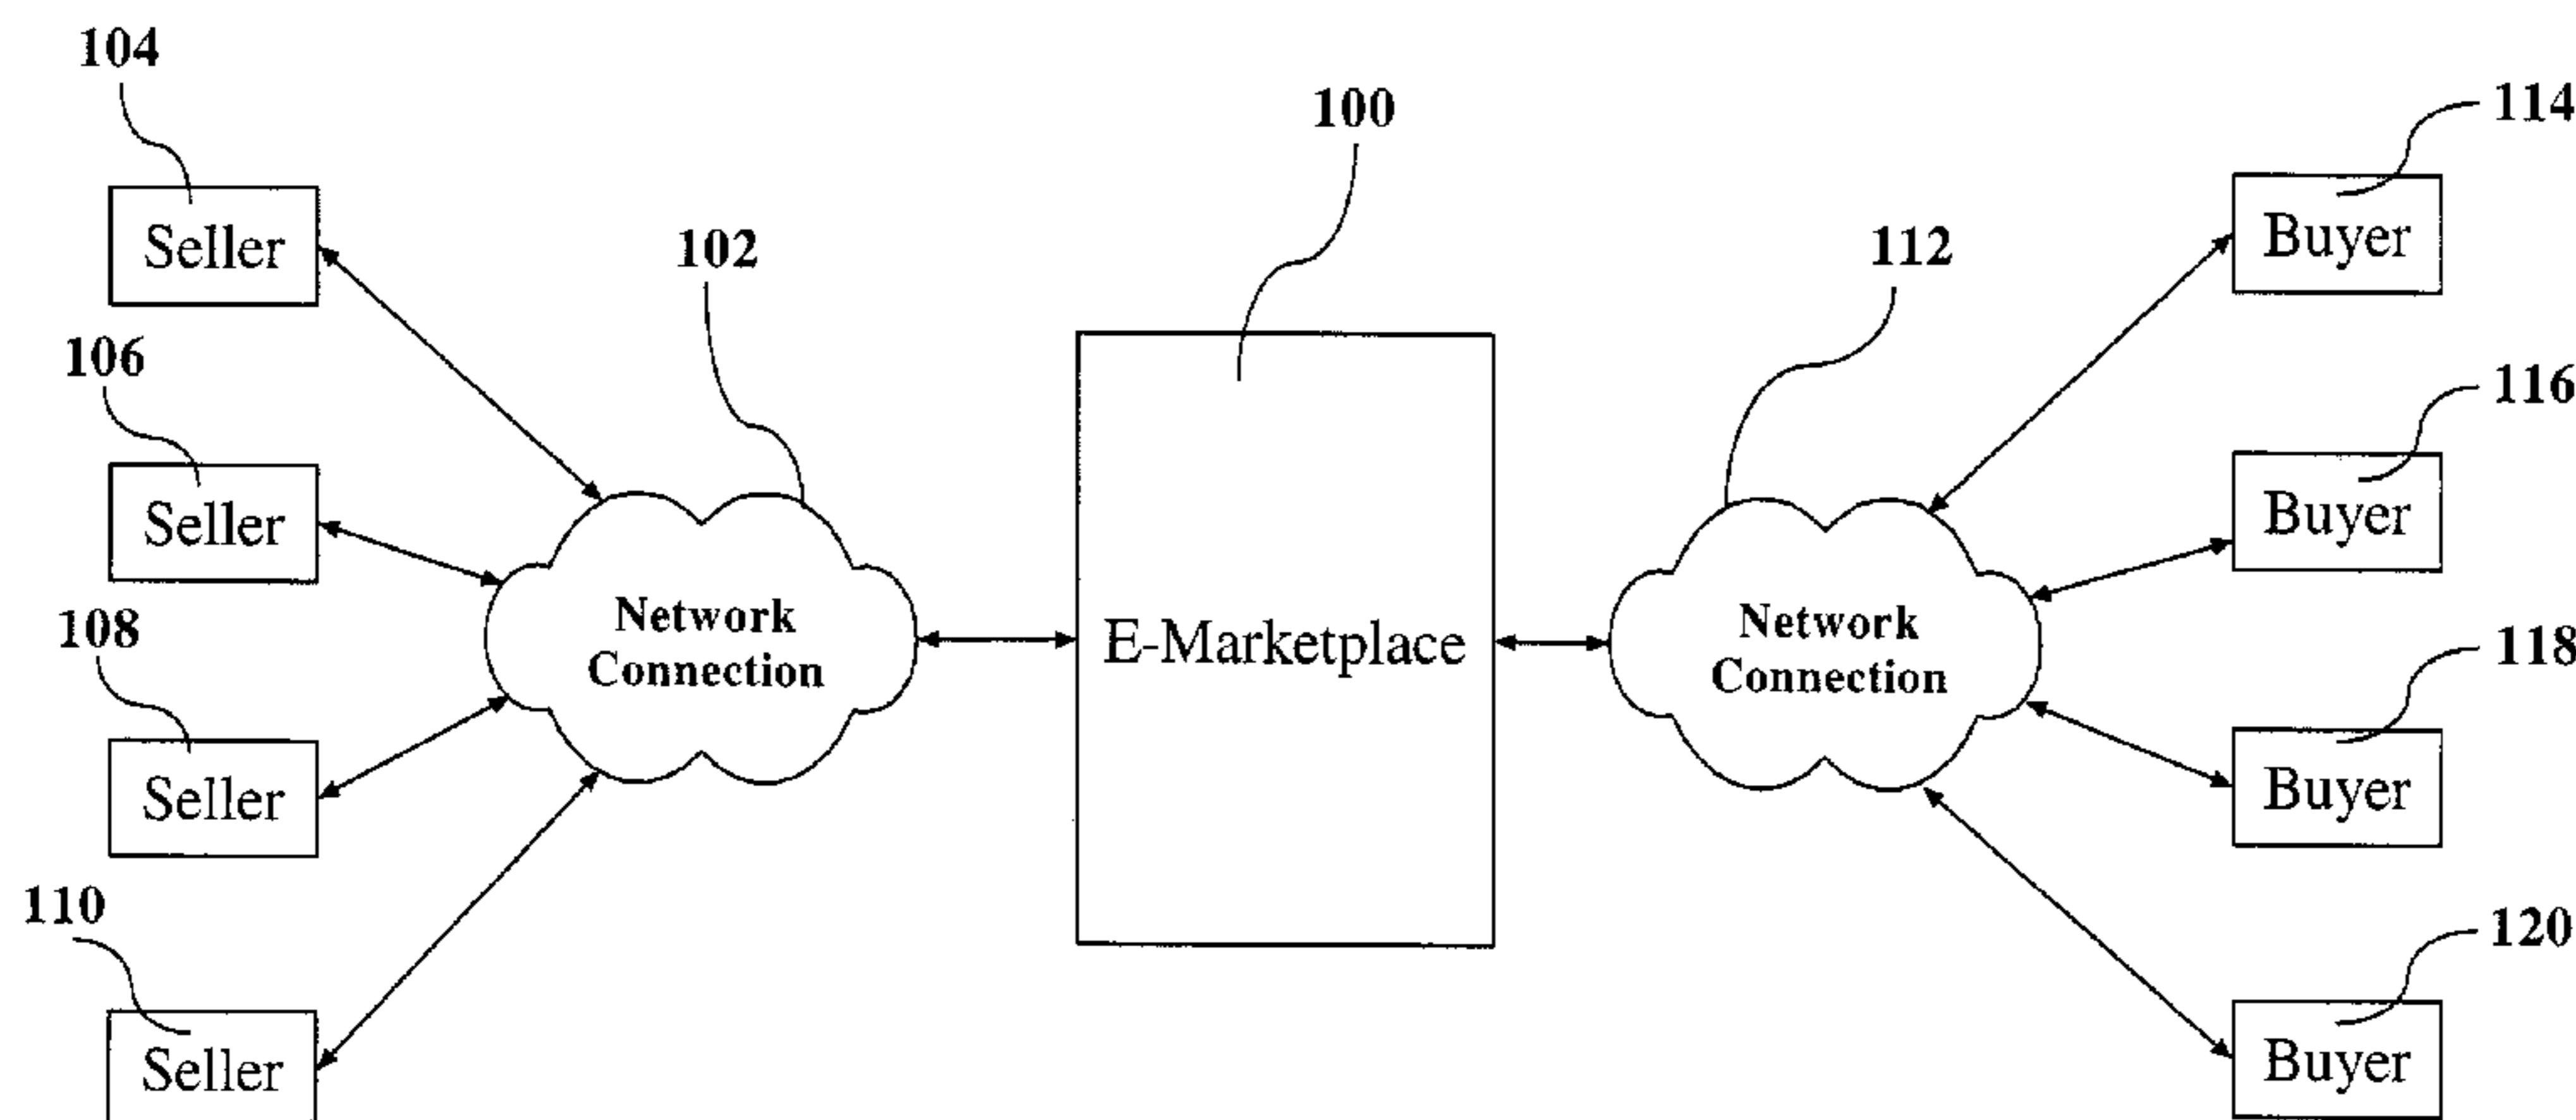 104
Seller
106
Seller
108
Seller
110
Seller
102
Network
Connection
100
E-Marketplace
112
Network
Connection
114
Buyer
116
Buyer
118
Buyer
120
Buyer